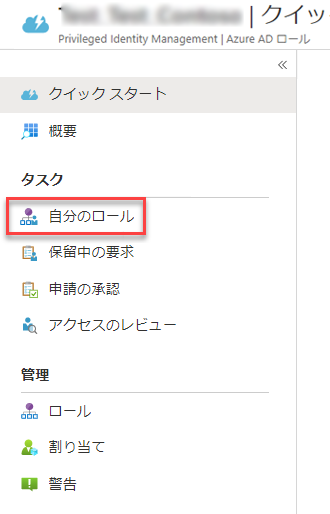 | クイッ
Privileged Identity Management | Azure AD ロール
«
クイック スタート
概要
タスク
自分のロール
保留中の要求
申請の承認
アクセスのレビュー
管理
ロール
割り当て
警告